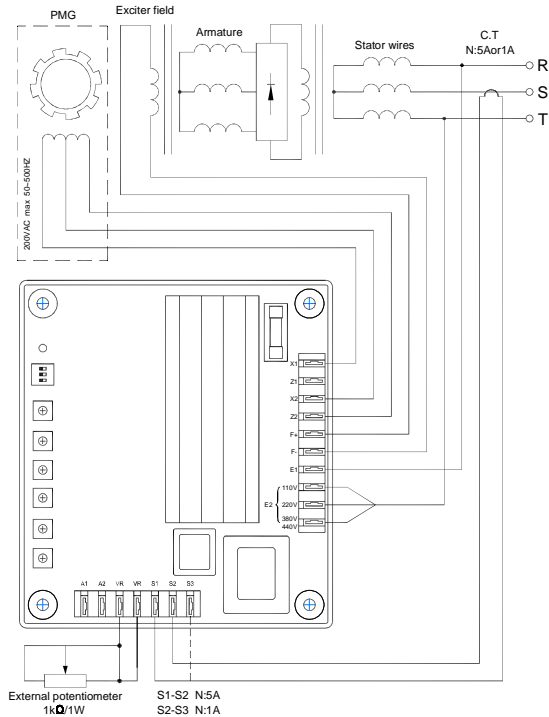 PMG
Exciter field
Armature
Stator wires
C.T
N:5Aor1A
R
S
T
200VAC max 50~500HZ
X1
Z1
X2
Z2
F+
F-
E1
110V
E2
220V
380V
440V
A1 A2 VR VR S1 S2 S3
External potentiometer
1kΩ/1W
S1-S2 N:5A
S2-S3 N:1A